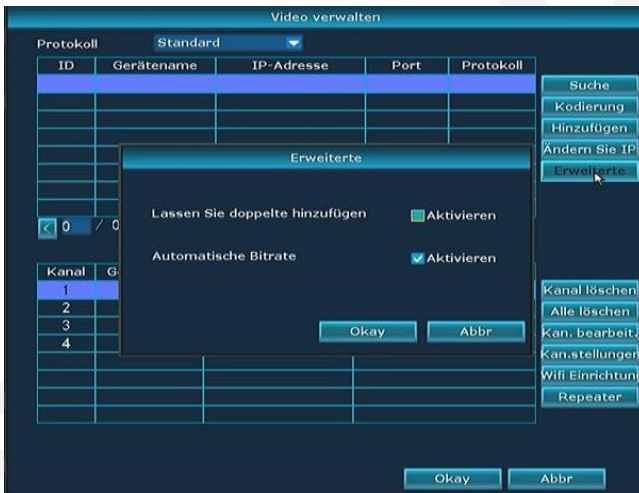 Video verwalten
Protokoll Standard
ID Gerätename IP-Adresse Port Protokoll
Suche
Kodierung
Hinzufügen
Ändern Sie IP
Erweiterte
Erweiterte
Lassen Sie doppelte hinzufügen Aktivieren
< 0 / 0
Automatische Bitrate Aktivieren
Kanal G
1 Kanal löschen
2 Alle löschen
3 Kan. bearbeit.
Okay Abbr
4 Kan.stellungen
Wifi Einrichtun
Repeater
Okay Abbr